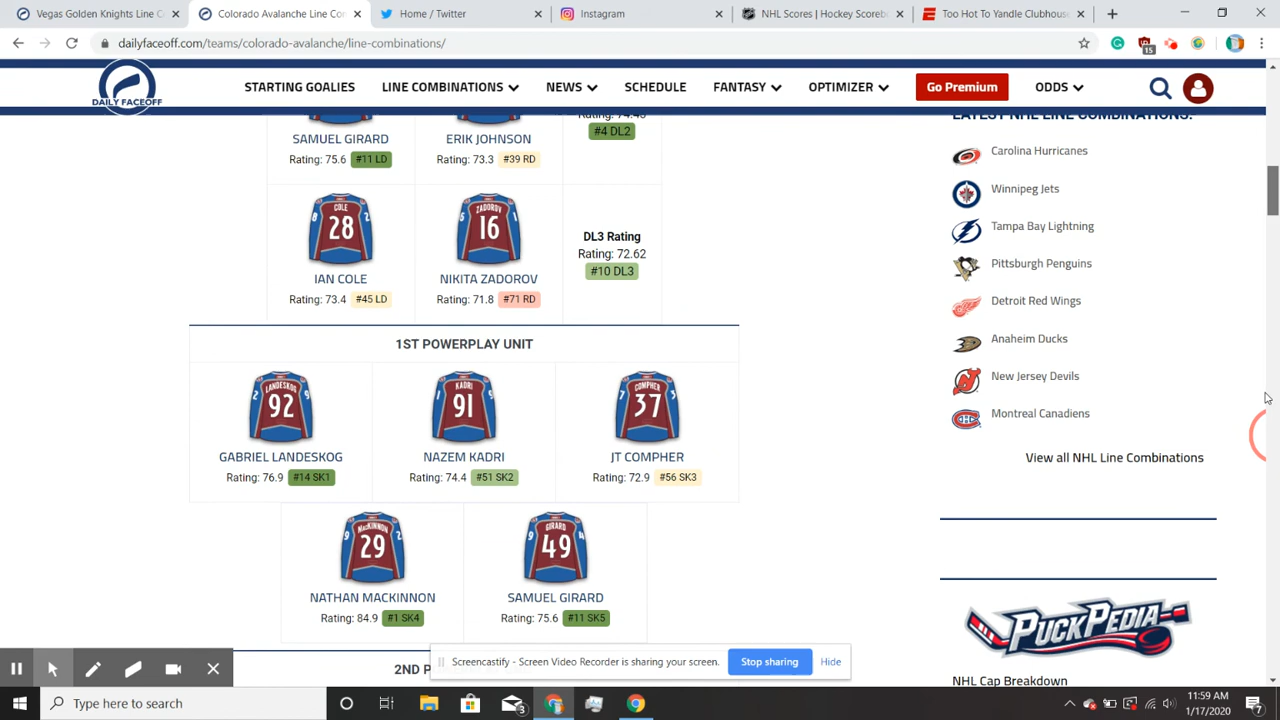 Vegas Golden Knights Line C
Colorado Avalanche Line Con
Home / Twitter
Instagram
NHL Scores | Hockey Scoreb
Too Hot To Yandle Clubhous
dailyfaceoff.com/teams/colorado-avalanche/line-combinations/
15
DAILY FACEOFF
STARTING GOALIES
LINE COMBINATIONS
NEWS
SCHEDULE
FANTASY
OPTIMIZER
Go Premium
ODDS
LATEST NHL LINE COMBINATIONS:
SAMUEL GIRARD
Rating: 75.6 #11 LD
ERIK JOHNSON
Rating: 73.3 #39 RD
#4 DL2
COLE
28
IAN COLE
Rating: 73.4 #45 LD
ZADOROV
16
NIKITA ZADOROV
Rating: 71.8 #71 RD
DL3 Rating
Rating: 72.62
#10 DL3
1ST POWERPLAY UNIT
LANDESKOG
92
GABRIEL LANDESKOG
Rating: 76.9 #14 SK1
KADRI
91
NAZEM KADRI
Rating: 74.4 #51 SK2
COMPHER
37
JT COMPHER
Rating: 72.9 #56 SK3
MacKINNON
29
NATHAN MACKINNON
Rating: 84.9 #1 SK4
GIRARD
49
SAMUEL GIRARD
Rating: 75.6 #11 SK5
2ND P
Carolina Hurricanes
Winnipeg Jets
Tampa Bay Lightning
Pittsburgh Penguins
Detroit Red Wings
Anaheim Ducks
New Jersey Devils
Montreal Canadiens
View all NHL Line Combinations
PUCKPEDIA
NHL Cap Breakdown
Screencastify - Screen Video Recorder is sharing your screen.
Stop sharing
Hide
Type here to search
3
11:59 AM
1/17/2020
7